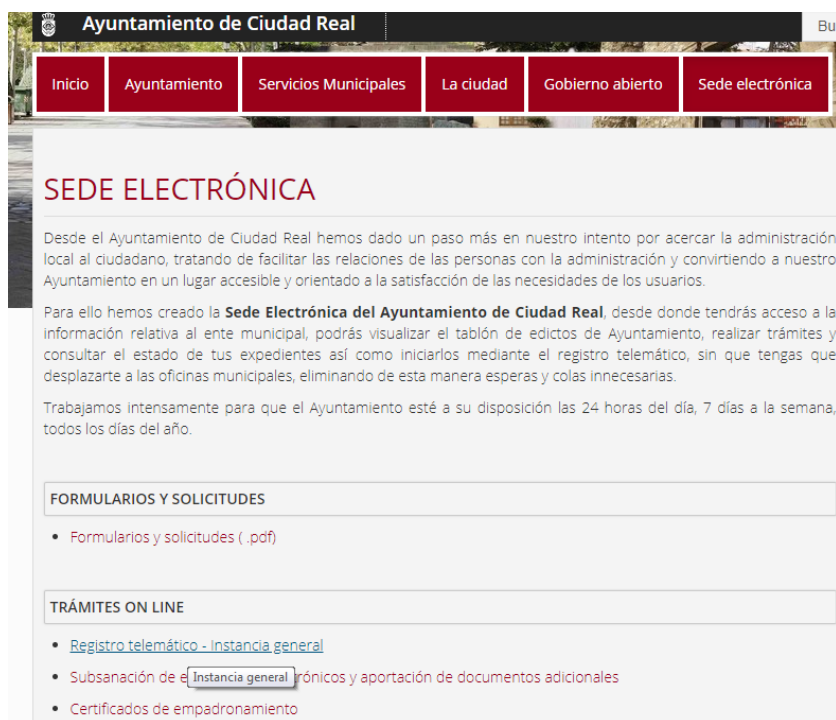 Ayuntamiento de Ciudad Real
Bu
Inicio
Ayuntamiento
Servicios Municipales
La ciudad
Gobierno abierto
Sede electrónica
SEDE ELECTRÓNICA
Desde el Ayuntamiento de Ciudad Real hemos dado un paso más en nuestro intento por acercar la administración
local al ciudadano, tratando de facilitar las relaciones de las personas con la administración y convirtiendo a nuestro
Ayuntamiento en un lugar accesible y orientado a la satisfacción de las necesidades de los usuarios.
Para ello hemos creado la Sede Electrónica del Ayuntamiento de Ciudad Real, desde donde tendrás acceso a la
información relativa al ente municipal, podrás visualizar el tablón de edictos de Ayuntamiento, realizar trámites y
consultar el estado de tus expedientes así como iniciarlos mediante el registro telemático, sin que tengas que
desplazarte a las oficinas municipales, eliminando de esta manera esperas y colas innecesarias.
Trabajamos intensamente para que el Ayuntamiento esté a su disposición las 24 horas del día, 7 días a la semana,
todos los días del año.
FORMULARIOS Y SOLICITUDES
• Formularios y solicitudes ( .pdf)
TRÁMITES ON LINE
• Registro telemático - Instancia general
• Subsanación de e Instancia general rónicos y aportación de documentos adicionales
• Certificados de empadronamiento